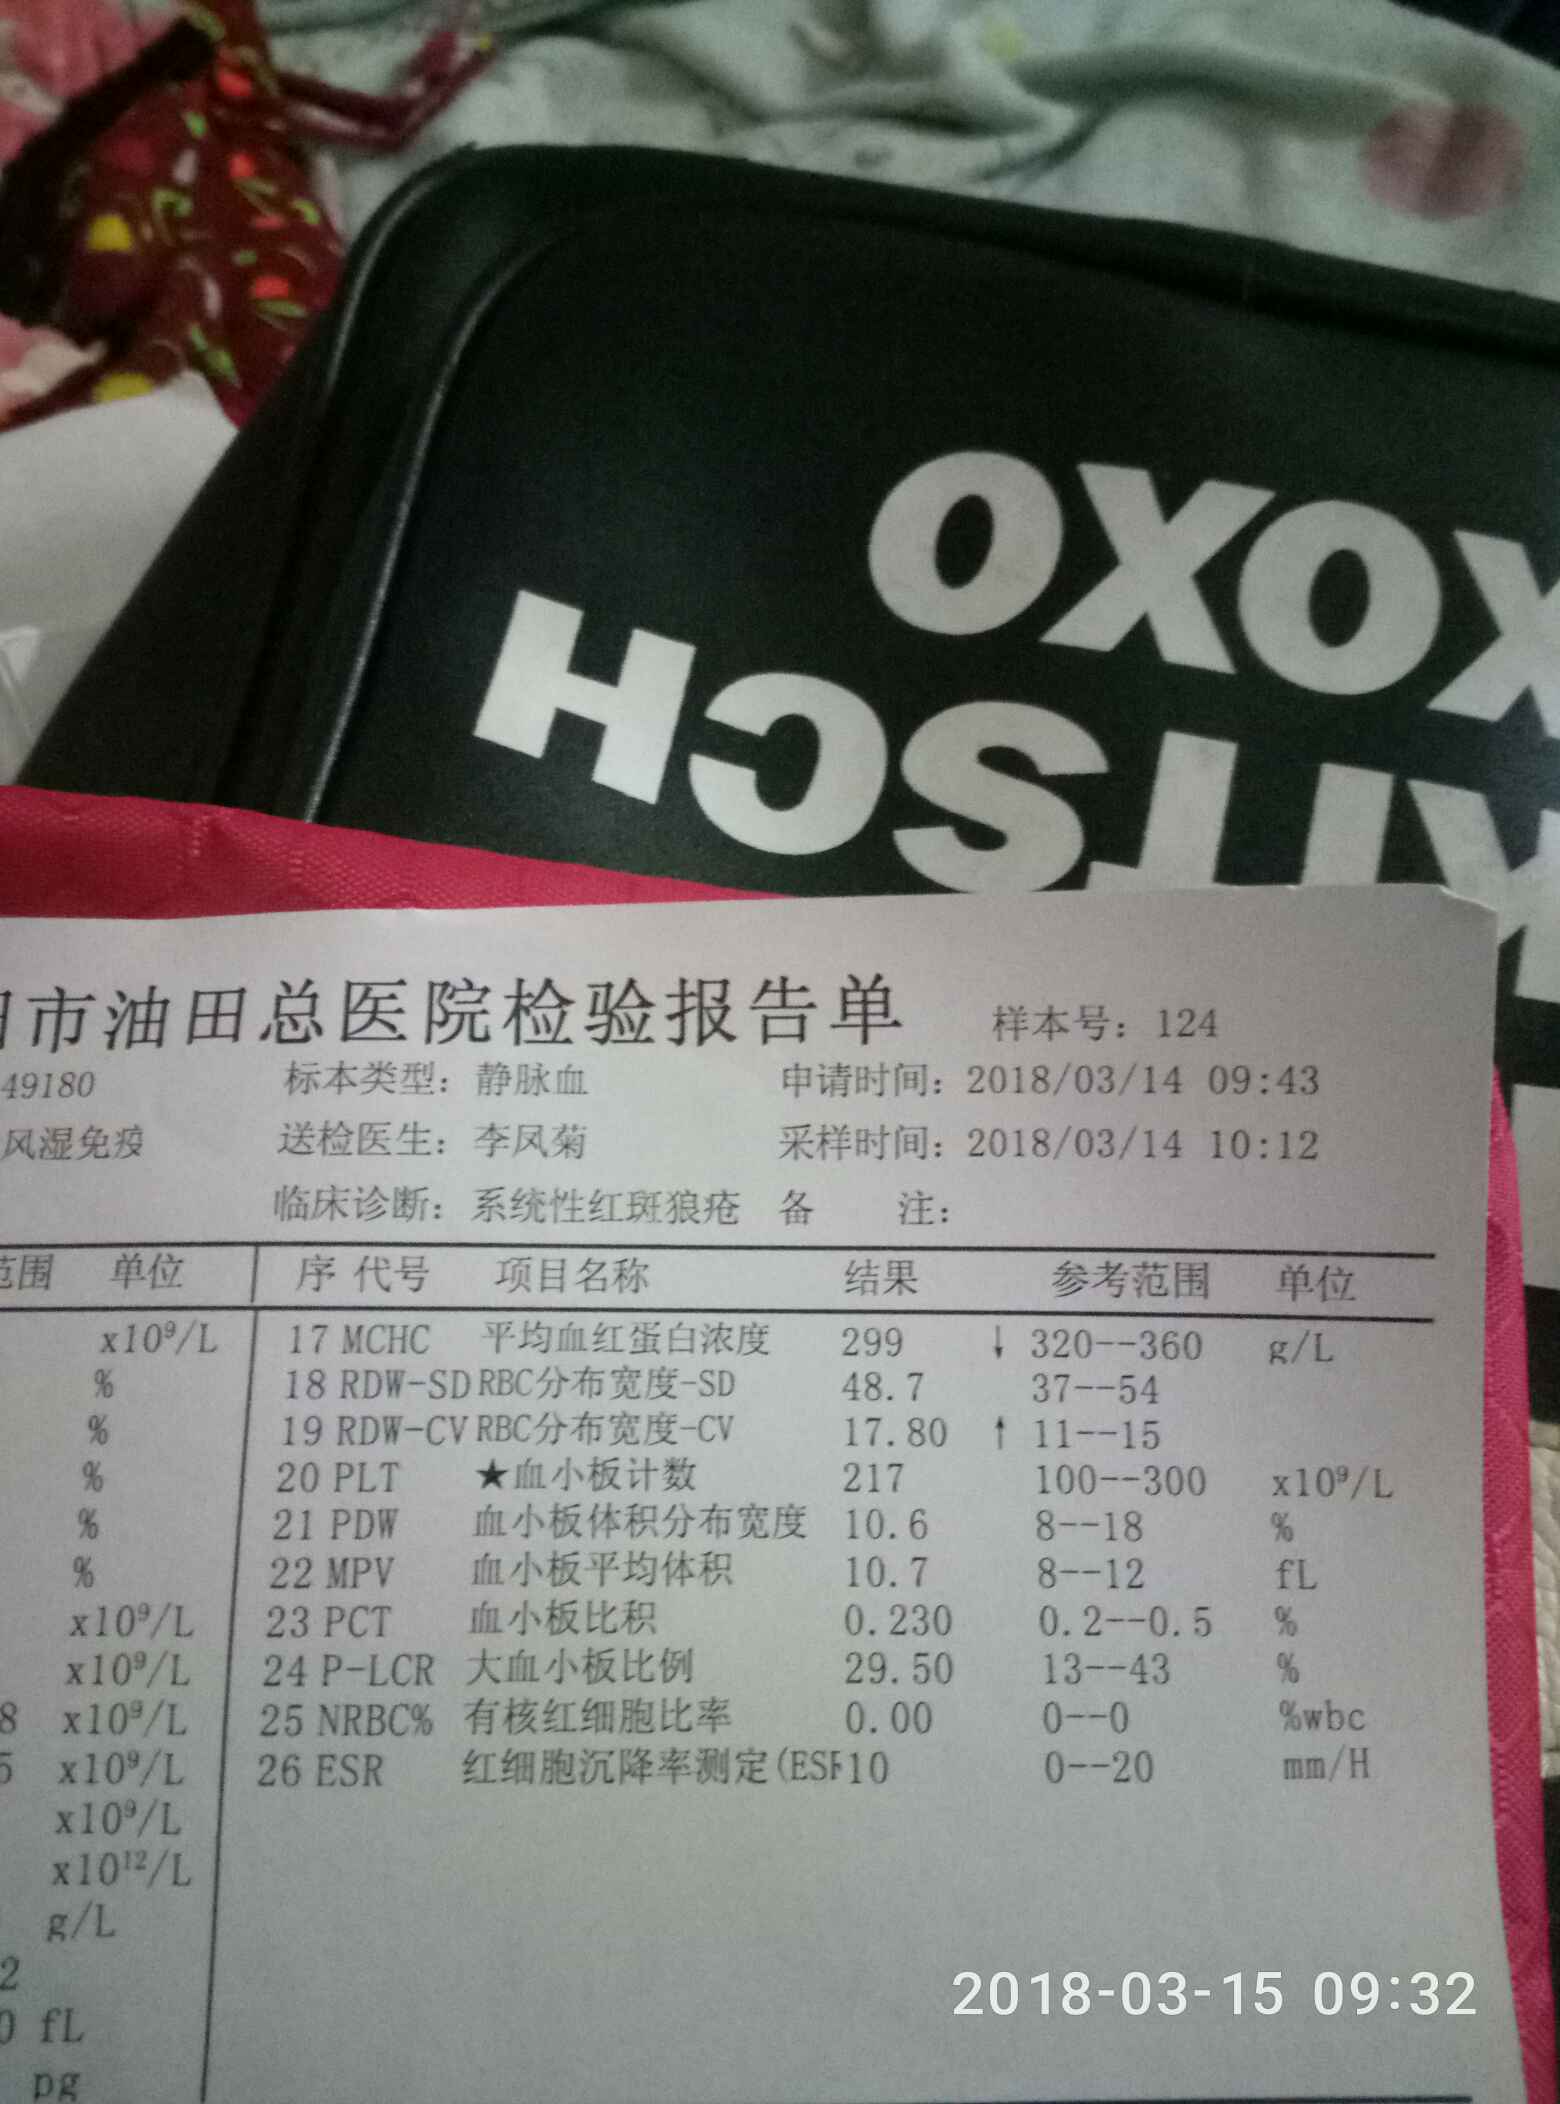 OXOX
HCSTI
市油田总医院检验报告单 样本号：124
49180 标本类型：静脉血 申请时间：2018/03/14 09:43
风湿免疫 送检医生：李凤菊 采样时间：2018/03/14 10:12
临床诊断：系统性红斑狼疮 备 注：
范围 单位 序 代号 项目名称 结果 参考范围 单位
x10⁹/L 17 MCHC 平均血红蛋白浓度 299 ↓ 320--360 g/L
% 18 RDW-SD RBC分布宽度-SD 48.7 37--54
% 19 RDW-CV RBC分布宽度-CV 17.80 ↑ 11--15
% 20 PLT ★血小板计数 217 100--300 x10⁹/L
% 21 PDW 血小板体积分布宽度 10.6 8--18 %
% 22 MPV 血小板平均体积 10.7 8--12 fL
x10⁹/L 23 PCT 血小板比积 0.230 0.2--0.5 %
x10⁹/L 24 P-LCR 大血小板比例 29.50 13--43 %
8 x10⁹/L 25 NRBC% 有核红细胞比率 0.00 0--0 %wbc
5 x10⁹/L 26 ESR 红细胞沉降率测定(ESR 10 0--20 mm/H
x10⁹/L
x10¹²/L
g/L
2
0 fL
pg
2018-03-15 09:32